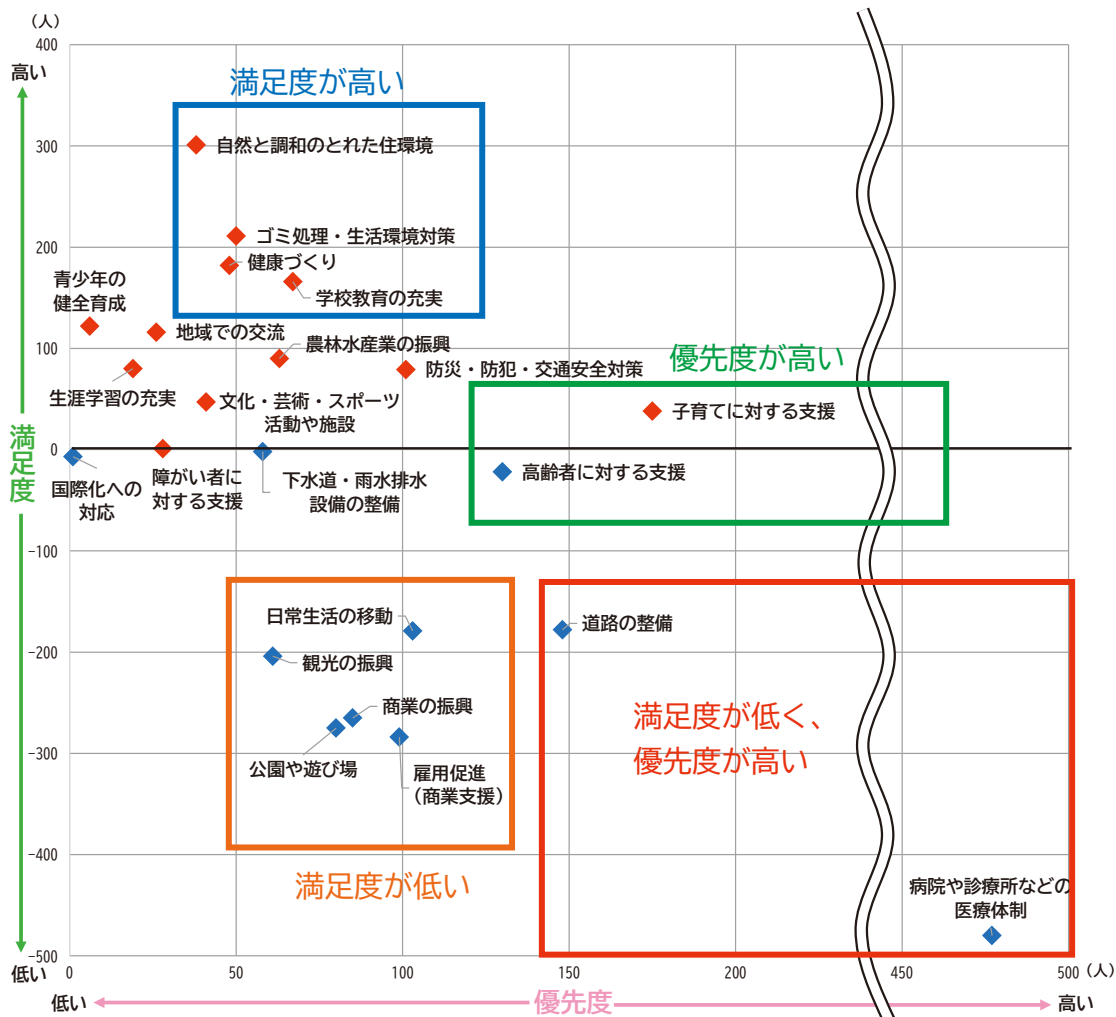 （人）
400
高い
満足度が高い
自然と調和のとれた住環境
300
ゴミ処理・生活環境対策
200
健康づくり
青少年の
健全育成
学校教育の充実
地域での交流
農林水産業の振興
100
防災・防犯・交通安全対策
優先度が高い
生涯学習の充実
文化・芸術・スポーツ
活動や施設
子育てに対する支援
満足度
0
国際化への
対応
障がい者に
対する支援
下水道・雨水排水
設備の整備
高齢者に対する支援
-100
日常生活の移動
道路の整備
-200
観光の振興
商業の振興
満足度が低く、
優先度が高い
-300
公園や遊び場
雇用促進
（商業支援）
-400
満足度が低い
病院や診療所などの
医療体制
-500
低い
0
50
100
150
200
450
500
（人）
低い
優先度
高い